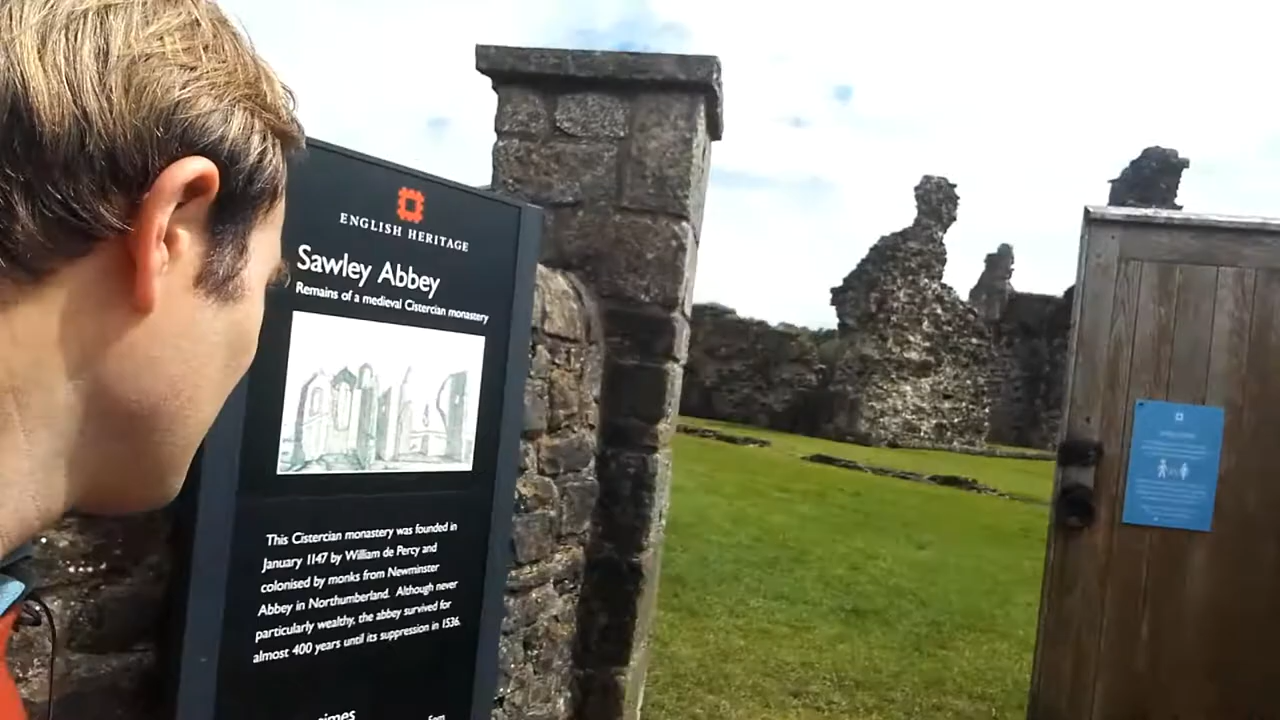 ENGLISH HERITAGE
Sawley Abbey
Remains of a medieval Cistercian monastery
This Cistercian monastery was founded in
January 1147 by William de Percy and
colonised by monks from Newminster
Abbey in Northumberland. Although never
particularly wealthy, the abbey survived for
almost 400 years until its suppression in 1536.